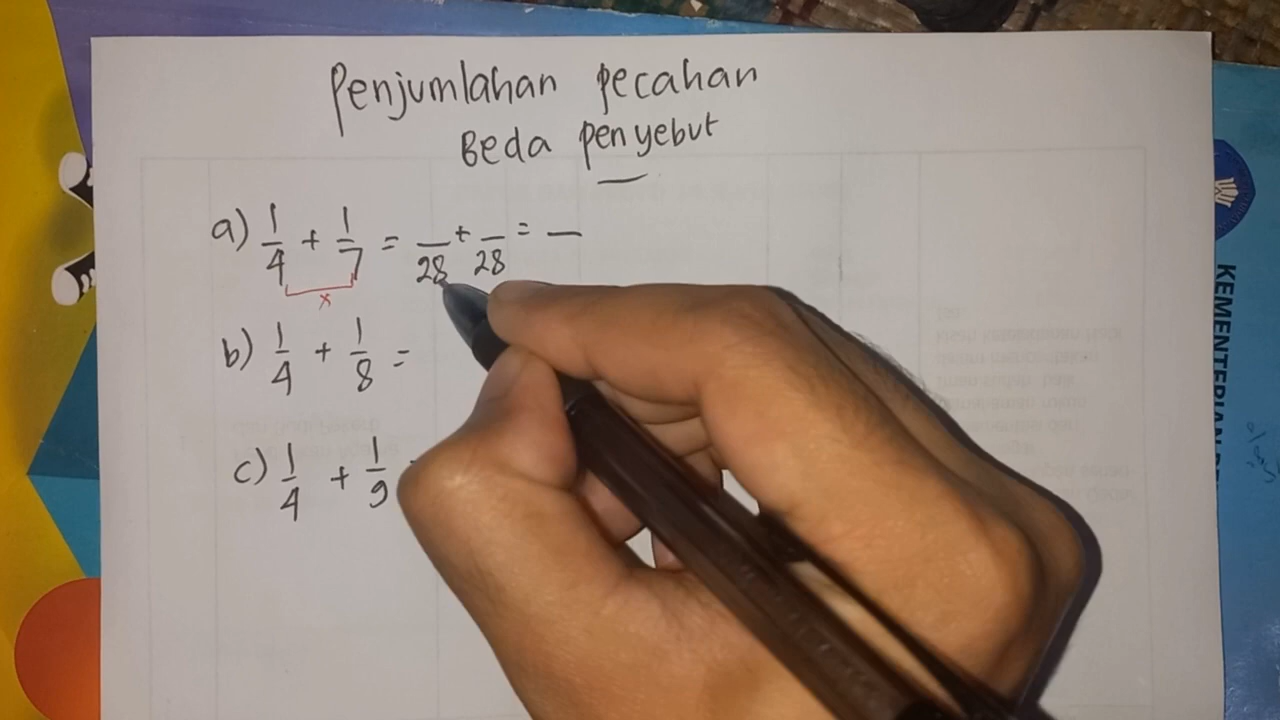 Penjumlahan pecahan
Beda penyebut
a) 1/4 + 1/7 = _/28 + _/28 = _
x
b) 1/4 + 1/8 =
c) 1/4 + 1/9
KEMENTERIAN